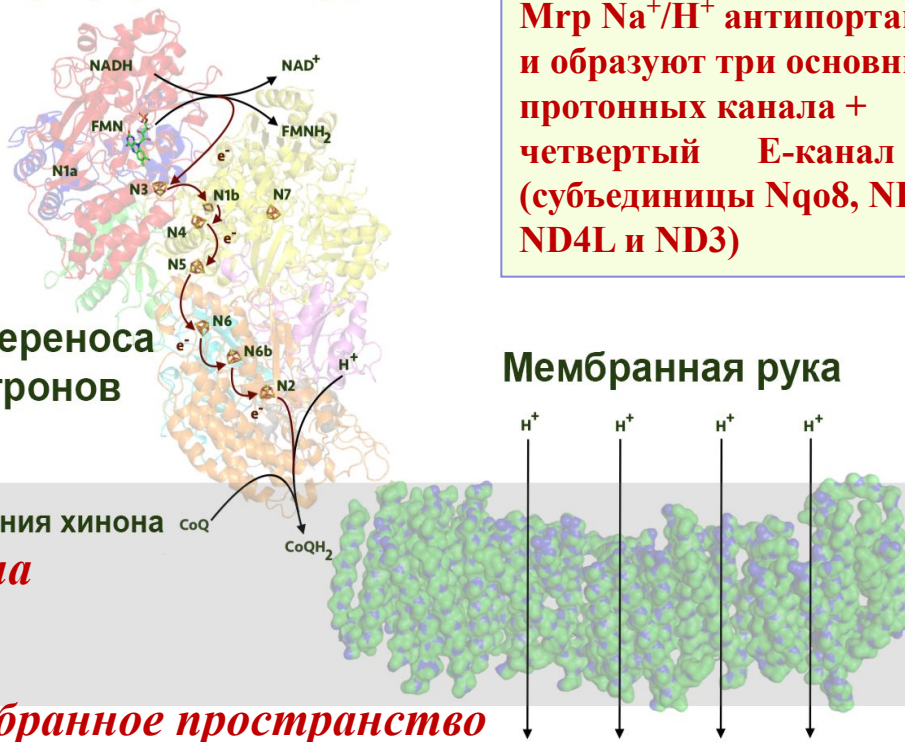 Mrp Na⁺/H⁺ антипорта
и образуют три основн
протонных канала +
четвертый E-канал
(субъединицы Nqo8, N
ND4L и ND3)
NADH
NAD⁺
FMN
FMNH₂
N1a
e⁻
N3
N1b
N7
N4
e⁻
N5
N6
e⁻
N6b
H⁺
N2
e⁻
ереноса
тронов
Мембранная рука
H⁺ H⁺ H⁺ H⁺
ния хинона
CoQ
CoQH₂
на
бранное пространство